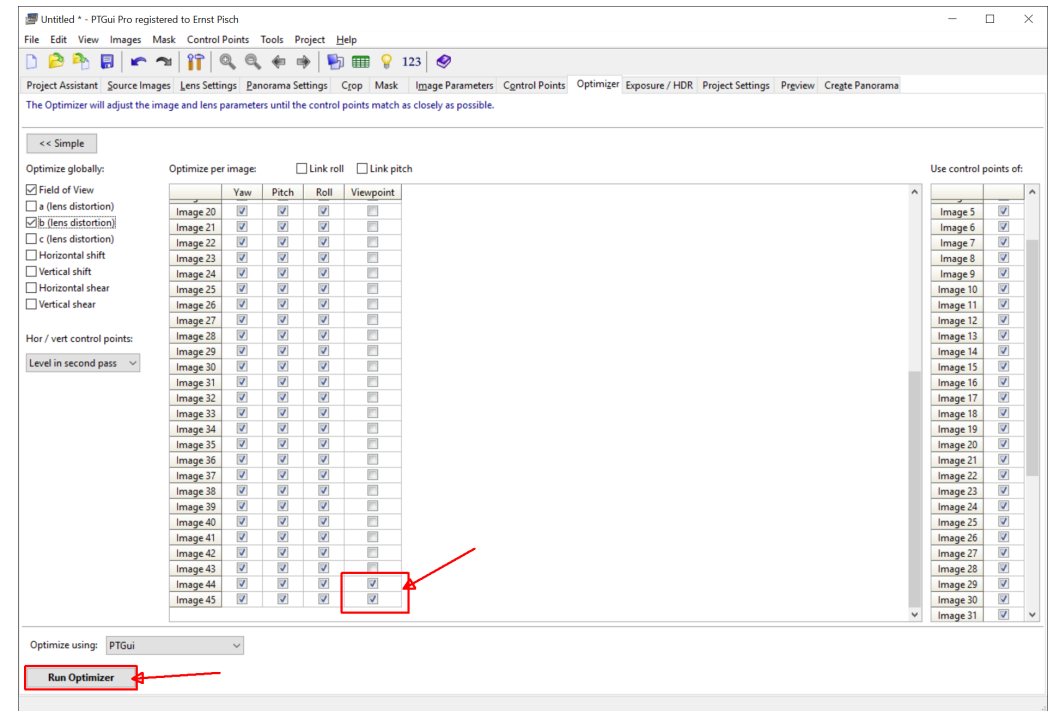 Untitled * - PTGui Pro registered to Ernst Pisch
File Edit View Images Mask Control Points Tools Project Help
123
Project Assistant Source Images Lens Settings Panorama Settings Crop Mask Image Parameters Control Points Optimizer Exposure / HDR Project Settings Preview Create Panorama
The Optimizer will adjust the image and lens parameters until the control points match as closely as possible.
<< Simple
Optimize globally:
Field of View
a (lens distortion)
b (lens distortion)
c (lens distortion)
Horizontal shift
Vertical shift
Horizontal shear
Vertical shear
Hor / vert control points:
Level in second pass
Optimize per image: Link roll Link pitch
Yaw Pitch Roll Viewpoint
Image 20
Image 21
Image 22
Image 23
Image 24
Image 25
Image 26
Image 27
Image 28
Image 29
Image 30
Image 31
Image 32
Image 33
Image 34
Image 35
Image 36
Image 37
Image 38
Image 39
Image 40
Image 41
Image 42
Image 43
Image 44
Image 45
Use control points of:
Image 5
Image 6
Image 7
Image 8
Image 9
Image 10
Image 11
Image 12
Image 13
Image 14
Image 15
Image 16
Image 17
Image 18
Image 19
Image 20
Image 21
Image 22
Image 23
Image 24
Image 25
Image 26
Image 27
Image 28
Image 29
Image 30
Image 31
Optimize using: PTGui
Run Optimizer